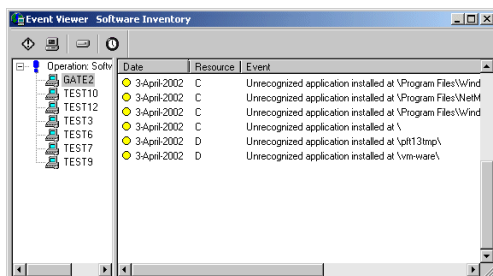 Event Viewer Software Inventory
Operation: Softw
GATE2
TEST10
TEST12
TEST3
TEST6
TEST7
TEST9
Date Resource Event
3-April-2002 C Unrecognized application installed at \Program Files\Wind
3-April-2002 C Unrecognized application installed at \Program Files\NetM
3-April-2002 C Unrecognized application installed at \Program Files\Wind
3-April-2002 C Unrecognized application installed at \
3-April-2002 D Unrecognized application installed at \pft13tmp\
3-April-2002 D Unrecognized application installed at \vm-ware\